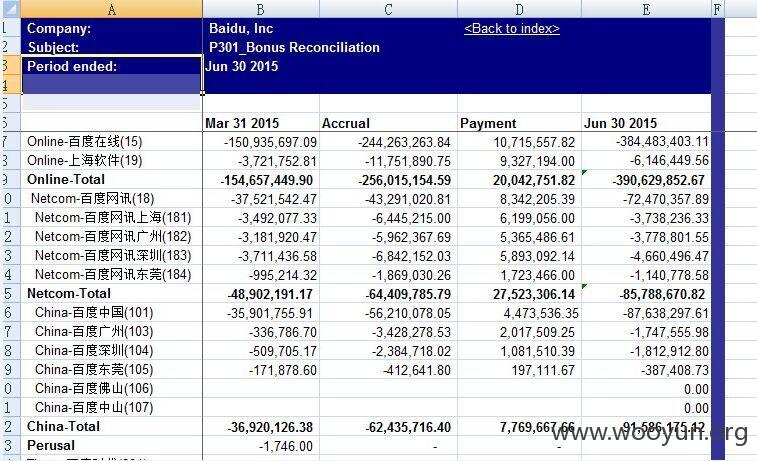 A B C D E F
1 Company: Baidu, Inc <Back to index>
2 Subject: P301_Bonus Reconciliation
3 Period ended: Jun 30 2015
4
5
6 Mar 31 2015 Accrual Payment Jun 30 2015
7 Online-百度在线(15) -150,935,697.09 -244,263,263.84 10,715,557.82 -384,483,403.11
8 Online-上海软件(19) -3,721,752.81 -11,751,890.75 9,327,194.00 -6,146,449.56
9 Online-Total -154,657,449.90 -256,015,154.59 20,042,751.82 -390,629,852.67
0 Netcom-百度网讯(18) -37,521,542.47 -43,291,020.81 8,342,205.39 -72,470,357.89
1 Netcom-百度网讯上海(181) -3,492,077.33 -6,445,215.00 6,199,056.00 -3,738,236.33
2 Netcom-百度网讯广州(182) -3,181,920.47 -5,962,367.69 5,365,486.61 -3,778,801.55
3 Netcom-百度网讯深圳(183) -3,711,436.58 -6,842,152.03 5,893,092.14 -4,660,496.47
4 Netcom-百度网讯东莞(184) -995,214.32 -1,869,030.26 1,723,466.00 -1,140,778.58
5 Netcom-Total -48,902,191.17 -64,409,785.79 27,523,306.14 -85,788,670.82
6 China-百度中国(101) -35,901,755.91 -56,210,078.05 4,473,536.35 -87,638,297.61
7 China-百度广州(103) -336,786.70 -3,428,278.53 2,017,509.25 -1,747,555.98
8 China-百度深圳(104) -509,705.17 -2,384,718.02 1,081,510.39 -1,812,912.80
9 China-百度东莞(105) -171,878.60 -412,641.80 197,111.67 -387,408.73
0 China-百度佛山(106) 0.00
1 China-百度中山(107) 0.00
2 China-Total -36,920,126.38 -62,435,716.40 7,769,667.66 -91,586,175.12
3 Perusal -1,746.00 - -
www.wooyun.org